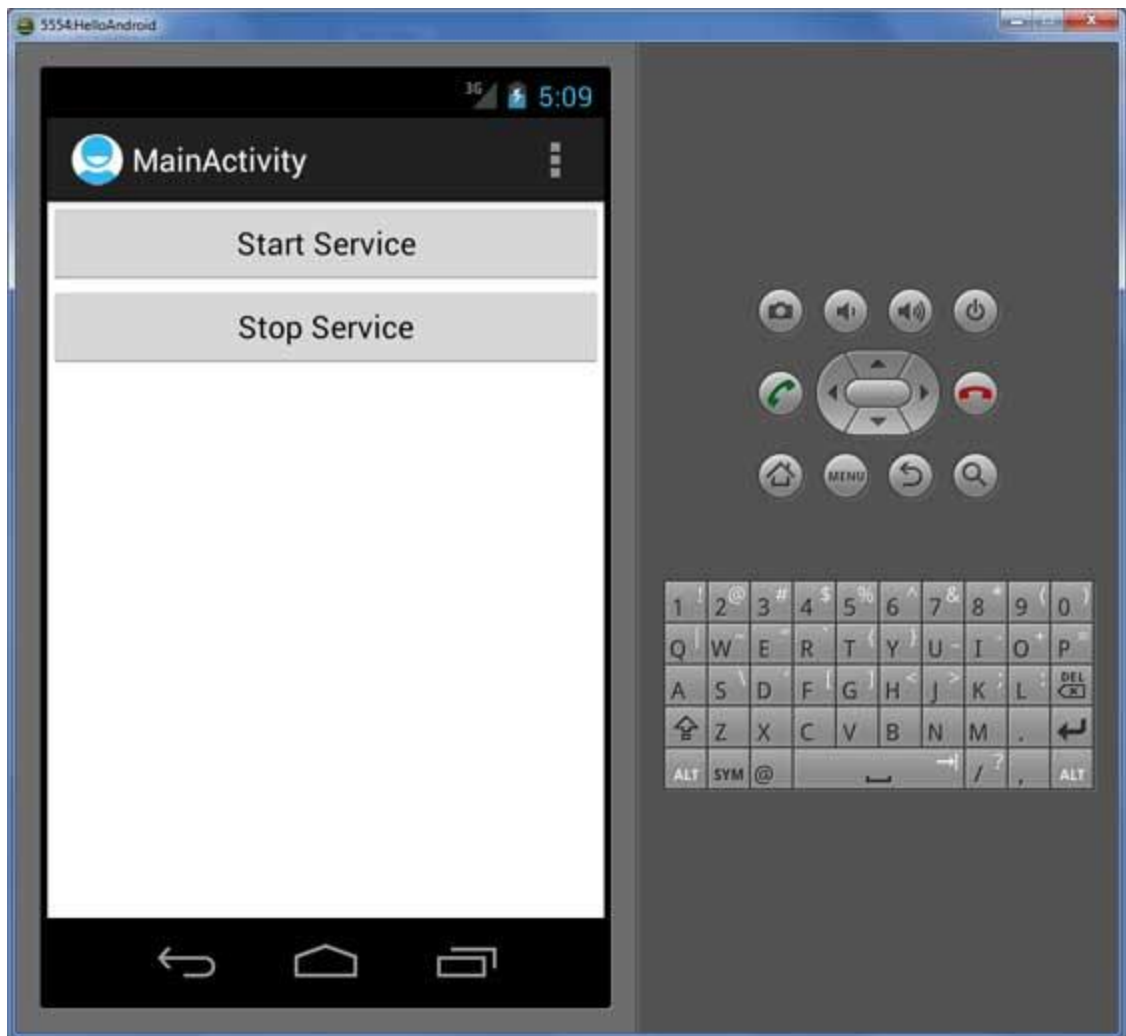 5554:HelloAndroid
3G 5:09
MainActivity
Start Service
Stop Service
MENU
1 ! 2 @ 3 # 4 $ 5 % 6 ^ 7 & 8 * 9 ( 0 )
Q | W ~ E " R ` T { Y } U _ I - O + P =
A S \ D ' F [ G ] H < J > K ; L : DEL
Z X C V B N M .
ALT SYM @ / ? , ALT